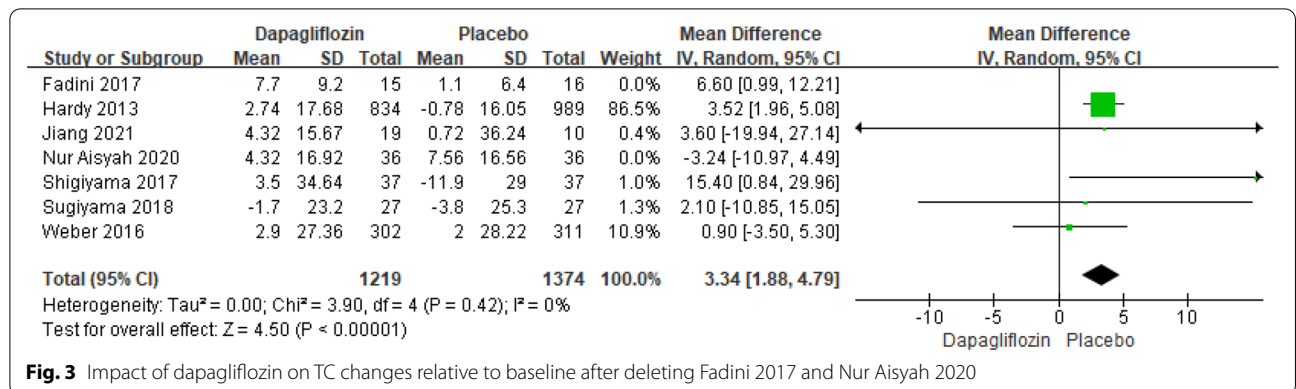 Dapagliflozin Placebo Mean Difference Mean Difference
Study or Subgroup Mean SD Total Mean SD Total Weight IV, Random, 95% CI IV, Random, 95% CI
Fadini 2017 7.7 9.2 15 1.1 6.4 16 0.0% 6.60 [0.99, 12.21]
Hardy 2013 2.74 17.68 834 -0.78 16.05 989 86.5% 3.52 [1.96, 5.08]
Jiang 2021 4.32 15.67 19 0.72 36.24 10 0.4% 3.60 [-19.94, 27.14]
Nur Aisyah 2020 4.32 16.92 36 7.56 16.56 36 0.0% -3.24 [-10.97, 4.49]
Shigiyama 2017 3.5 34.64 37 -11.9 29 37 1.0% 15.40 [0.84, 29.96]
Sugiyama 2018 -1.7 23.2 27 -3.8 25.3 27 1.3% 2.10 [-10.85, 15.05]
Weber 2016 2.9 27.36 302 2 28.22 311 10.9% 0.90 [-3.50, 5.30]
Total (95% CI) 1219 1374 100.0% 3.34 [1.88, 4.79]
Heterogeneity: Tau² = 0.00; Chi² = 3.90, df = 4 (P = 0.42); I² = 0%
Test for overall effect: Z = 4.50 (P < 0.00001)
-10 -5 0 5 10
Dapagliflozin Placebo
Fig. 3 Impact of dapagliflozin on TC changes relative to baseline after deleting Fadini 2017 and Nur Aisyah 2020